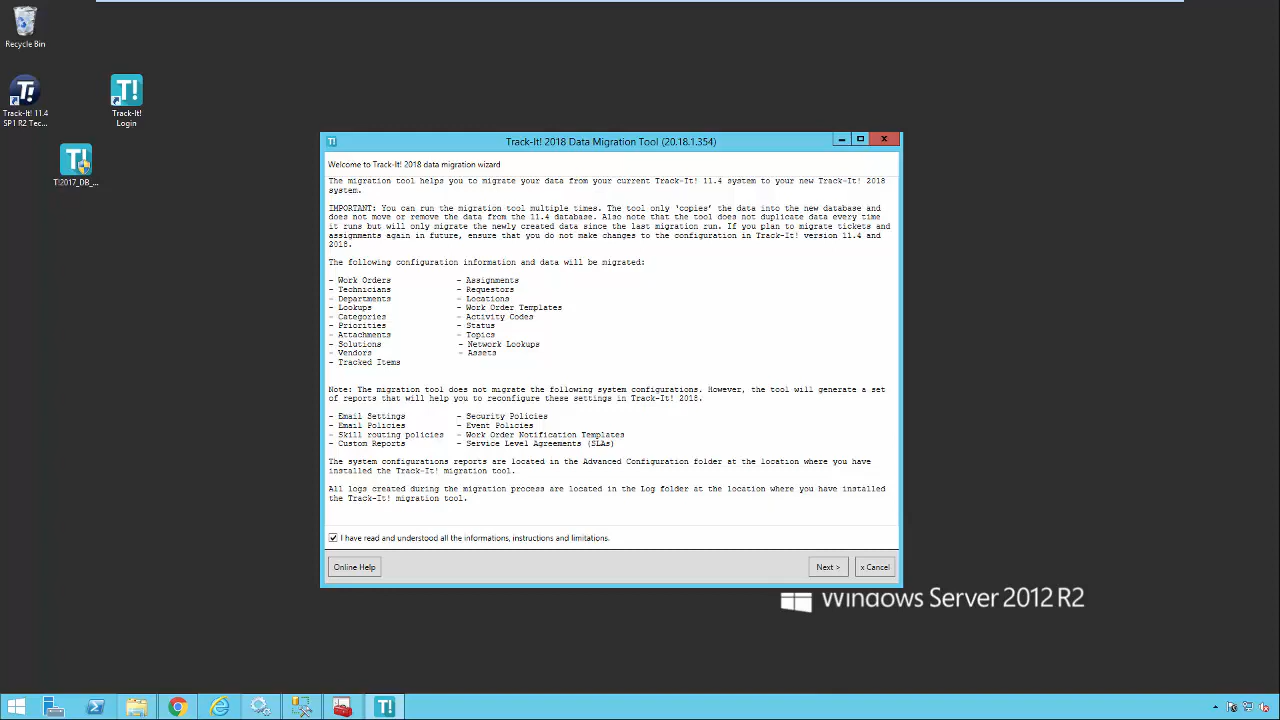 Recycle Bin
Track-It! 11.4
SP1 R2 Tec...
Track-It!
Login
T!2017_DB_...
Track-It! 2018 Data Migration Tool (20.18.1.354)
Welcome to Track-It! 2018 data migration wizard
The migration tool helps you to migrate your data from your current Track-It! 11.4 system to your new Track-It! 2018
system.
IMPORTANT: You can run the migration tool multiple times. The tool only 'copies' the data into the new database and
does not move or remove the data from the 11.4 database. Also note that the tool does not duplicate data every time
it runs but will only migrate the newly created data since the last migration run. If you plan to migrate tickets and
assignments again in future, ensure that you do not make changes to the configuration in Track-It! version 11.4 and
2018.
The following configuration information and data will be migrated:
- Work Orders - Assignments
- Technicians - Requestors
- Departments - Locations
- Lookups - Work Order Templates
- Categories - Activity Codes
- Priorities - Status
- Attachments - Topics
- Solutions - Network Lookups
- Vendors - Assets
- Tracked Items
Note: The migration tool does not migrate the following system configurations. However, the tool will generate a set
of reports that will help you to reconfigure these settings in Track-It! 2018.
- Email Settings - Security Policies
- Email Policies - Event Policies
- Skill routing policies - Work Order Notification Templates
- Custom Reports - Service Level Agreements (SLAs)
The system configurations reports are located in the Advanced Configuration folder at the location where you have
installed the Track-It! migration tool.
All logs created during the migration process are located in the Log folder at the location where you have installed
the Track-It! migration tool.
I have read and understood all the informations, instructions and limitations.
Online Help
Next >
x Cancel
Windows Server 2012 R2